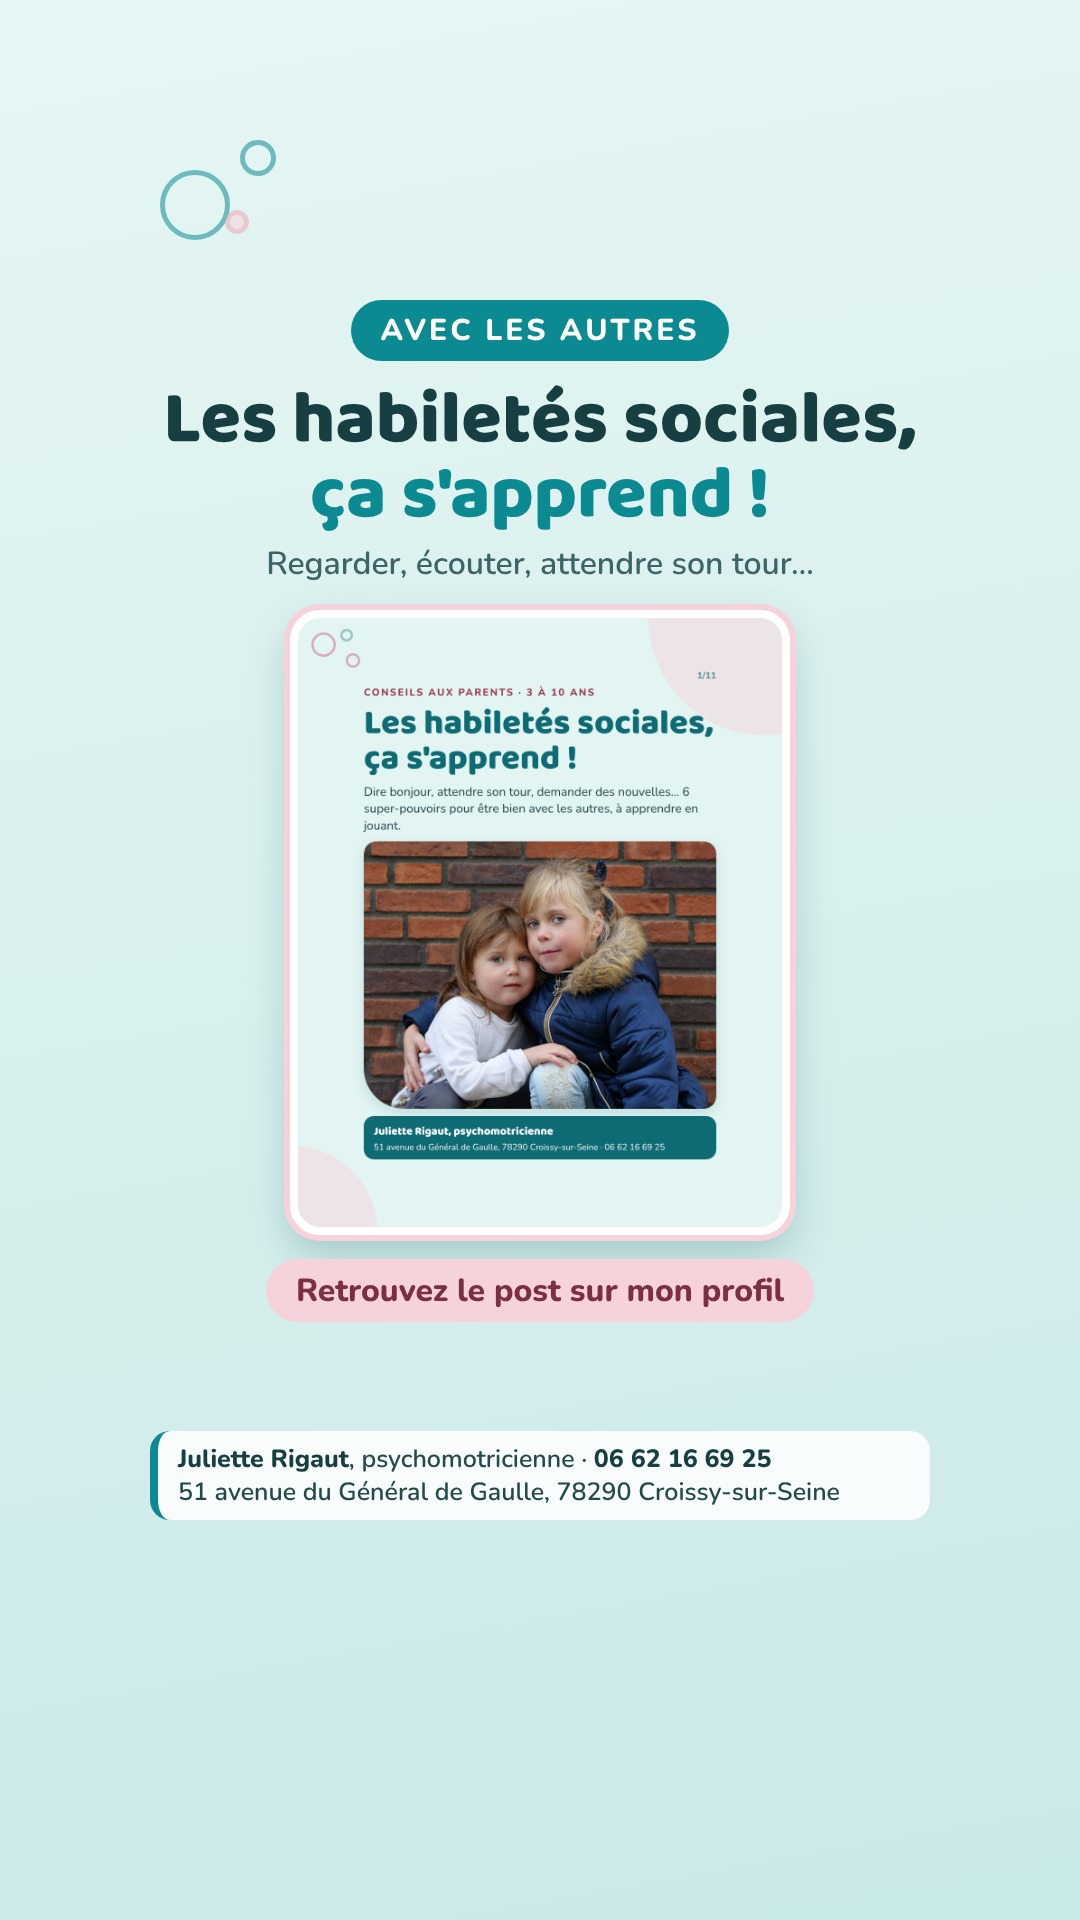 AVEC LES AUTRES
Les habiletés sociales,
ça s'apprend !
Regarder, écouter, attendre son tour...
1/11
CONSEILS AUX PARENTS · 3 À 10 ANS
Les habiletés sociales,
ça s'apprend !
Dire bonjour, attendre son tour, demander des nouvelles... 6
super-pouvoirs pour être bien avec les autres, à apprendre en
jouant.
Juliette Rigaut, psychomotricienne
51 avenue du Général de Gaulle, 78290 Croissy-sur-Seine · 06 62 16 69 25
Retrouvez le post sur mon profil
Juliette Rigaut, psychomotricienne · 06 62 16 69 25
51 avenue du Général de Gaulle, 78290 Croissy-sur-Seine